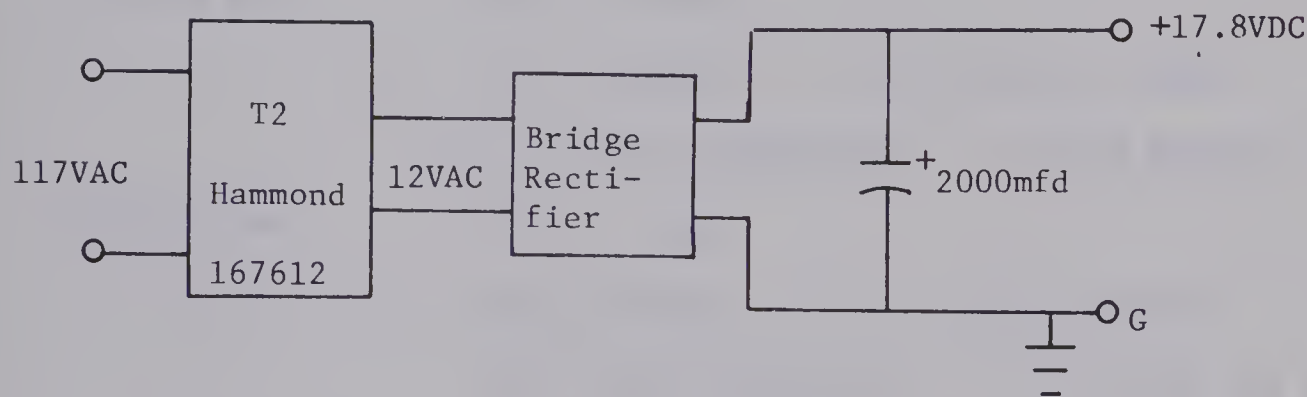 +17.8VDC
T2
Bridge
117VAC
12VAC
Recti-
+
2000mfd
Hammond
fier
167612
G